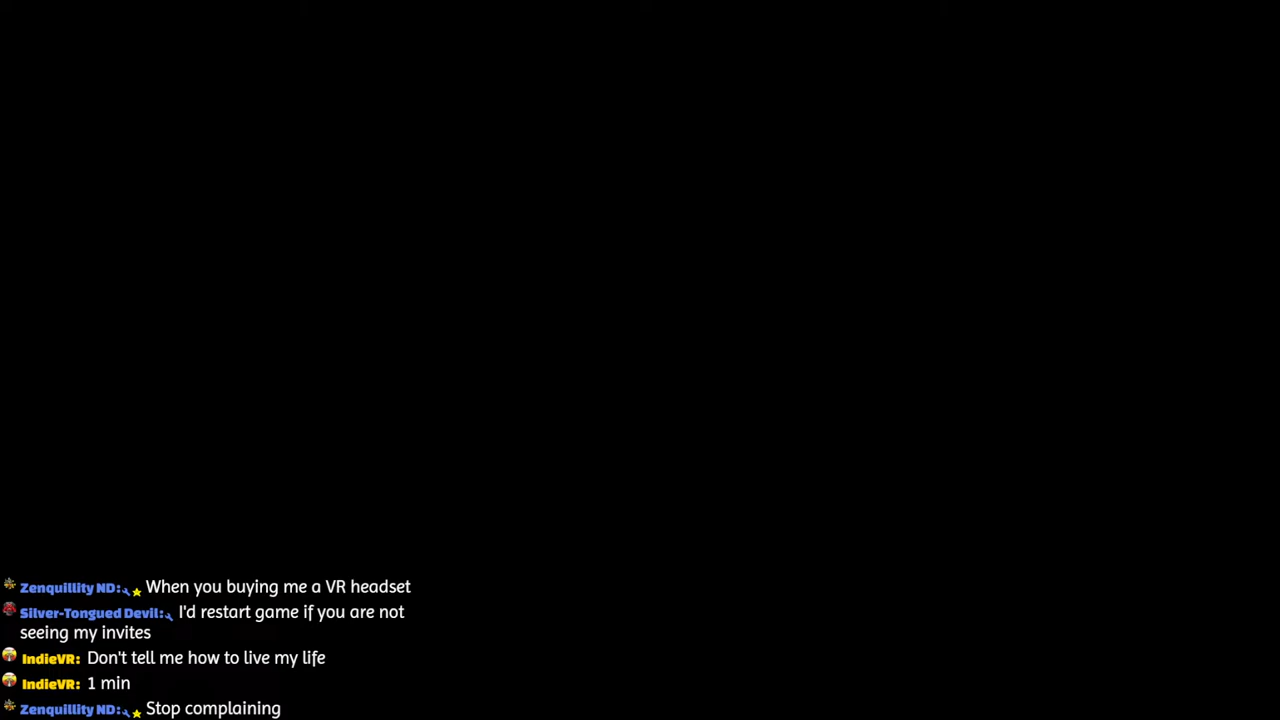 Zenquillity ND: When you buying me a VR headset
Silver-Tongued Devil: I'd restart game if you are not
seeing my invites
IndieVR: Don't tell me how to live my life
IndieVR: 1 min
Zenquillity ND: Stop complaining